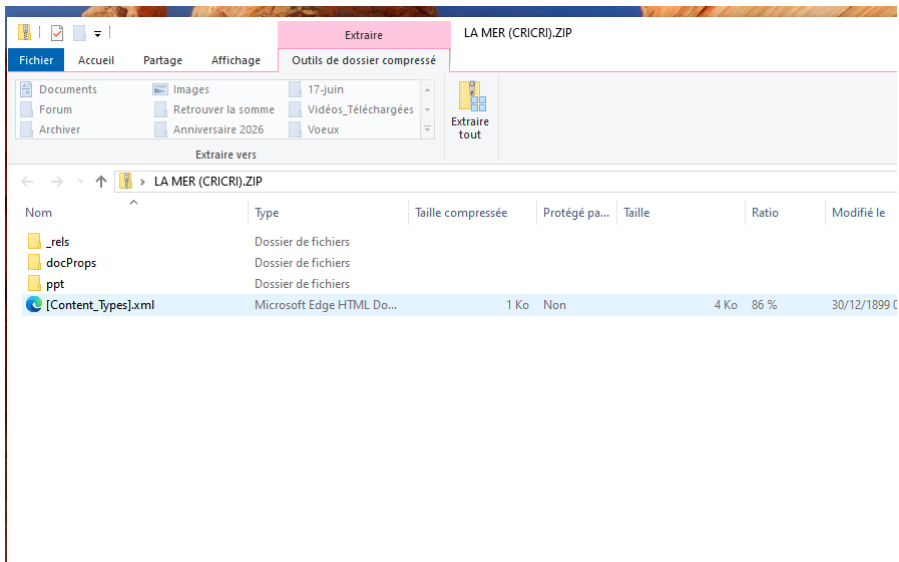 Extraire
LA MER (CRICRI).ZIP
Fichier Accueil Partage Affichage Outils de dossier compressé
Documents Images 17-juin
Forum Retrouver la somme Vidéos_Téléchargées
Archiver Anniversaire 2026 Voeux
Extraire tout
Extraire vers
LA MER (CRICRI).ZIP
Nom Type Taille compressée Protégé pa... Taille Ratio Modifié le
_rels Dossier de fichiers
docProps Dossier de fichiers
ppt Dossier de fichiers
[Content_Types].xml Microsoft Edge HTML Do... 1 Ko Non 4 Ko 86 % 30/12/1899 0